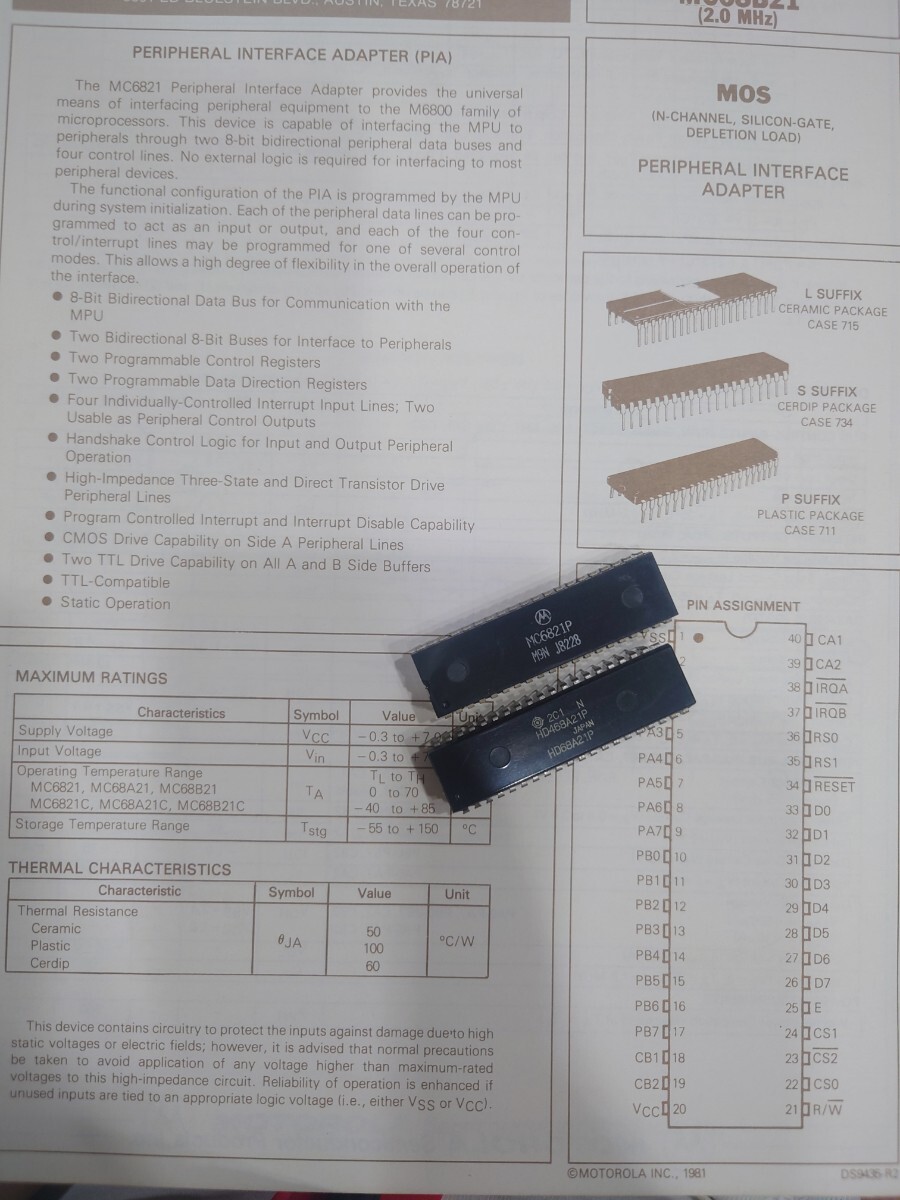 3501 ED BLUESTEIN BLVD., AUSTIN, TEXAS 78721
MC68B21
(2.0 MHz)
PERIPHERAL INTERFACE ADAPTER (PIA)
The MC6821 Peripheral Interface Adapter provides the universal
means of interfacing peripheral equipment to the M6800 family of
microprocessors. This device is capable of interfacing the MPU to
peripherals through two 8-bit bidirectional peripheral data buses and
four control lines. No external logic is required for interfacing to most
peripheral devices.
The functional configuration of the PIA is programmed by the MPU
during system initialization. Each of the peripheral data lines can be pro-
grammed to act as an input or output, and each of the four con-
trol/interrupt lines may be programmed for one of several control
modes. This allows a high degree of flexibility in the overall operation of
the interface.
● 8-Bit Bidirectional Data Bus for Communication with the
MPU
● Two Bidirectional 8-Bit Buses for Interface to Peripherals
● Two Programmable Control Registers
● Two Programmable Data Direction Registers
● Four Individually-Controlled Interrupt Input Lines; Two
Usable as Peripheral Control Outputs
● Handshake Control Logic for Input and Output Peripheral
Operation
● High-Impedance Three-State and Direct Transistor Drive
Peripheral Lines
● Program Controlled Interrupt and Interrupt Disable Capability
● CMOS Drive Capability on Side A Peripheral Lines
● Two TTL Drive Capability on All A and B Side Buffers
● TTL-Compatible
● Static Operation
MOS
(N-CHANNEL, SILICON-GATE,
DEPLETION LOAD)
PERIPHERAL INTERFACE
ADAPTER
L SUFFIX
CERAMIC PACKAGE
CASE 715
S SUFFIX
CERDIP PACKAGE
CASE 734
P SUFFIX
PLASTIC PACKAGE
CASE 711
MC6821P
M9N J8228
2C1 N
HD468A21P
JAPAN
HD68A21P
MAXIMUM RATINGS
Characteristics Symbol Value Unit
Supply Voltage VCC −0.3 to +7.0
Input Voltage Vin −0.3 to +7
Operating Temperature Range TL to TH
MC6821, MC68A21, MC68B21 TA 0 to 70
MC6821C, MC68A21C, MC68B21C −40 to +85
Storage Temperature Range Tstg −55 to +150 °C
THERMAL CHARACTERISTICS
Characteristic Symbol Value Unit
Thermal Resistance
Ceramic 50
Plastic θJA 100 °C/W
Cerdip 60
This device contains circuitry to protect the inputs against damage due to high
static voltages or electric fields; however, it is advised that normal precautions
be taken to avoid application of any voltage higher than maximum-rated
voltages to this high-impedance circuit. Reliability of operation is enhanced if
unused inputs are tied to an appropriate logic voltage (i.e., either VSS or VCC).
PIN ASSIGNMENT
VSS 1 40 CA1
2 39 CA2
38 IRQA
37 IRQB
PA3 5 36 RS0
PA4 6 35 RS1
PA5 7 34 RESET
PA6 8 33 D0
PA7 9 32 D1
PB0 10 31 D2
PB1 11 30 D3
PB2 12 29 D4
PB3 13 28 D5
PB4 14 27 D6
PB5 15 26 D7
PB6 16 25 E
PB7 17 24 CS1
CB1 18 23 CS2
CB2 19 22 CS0
VCC 20 21 R/W
©MOTOROLA INC., 1981 DS9435-R2